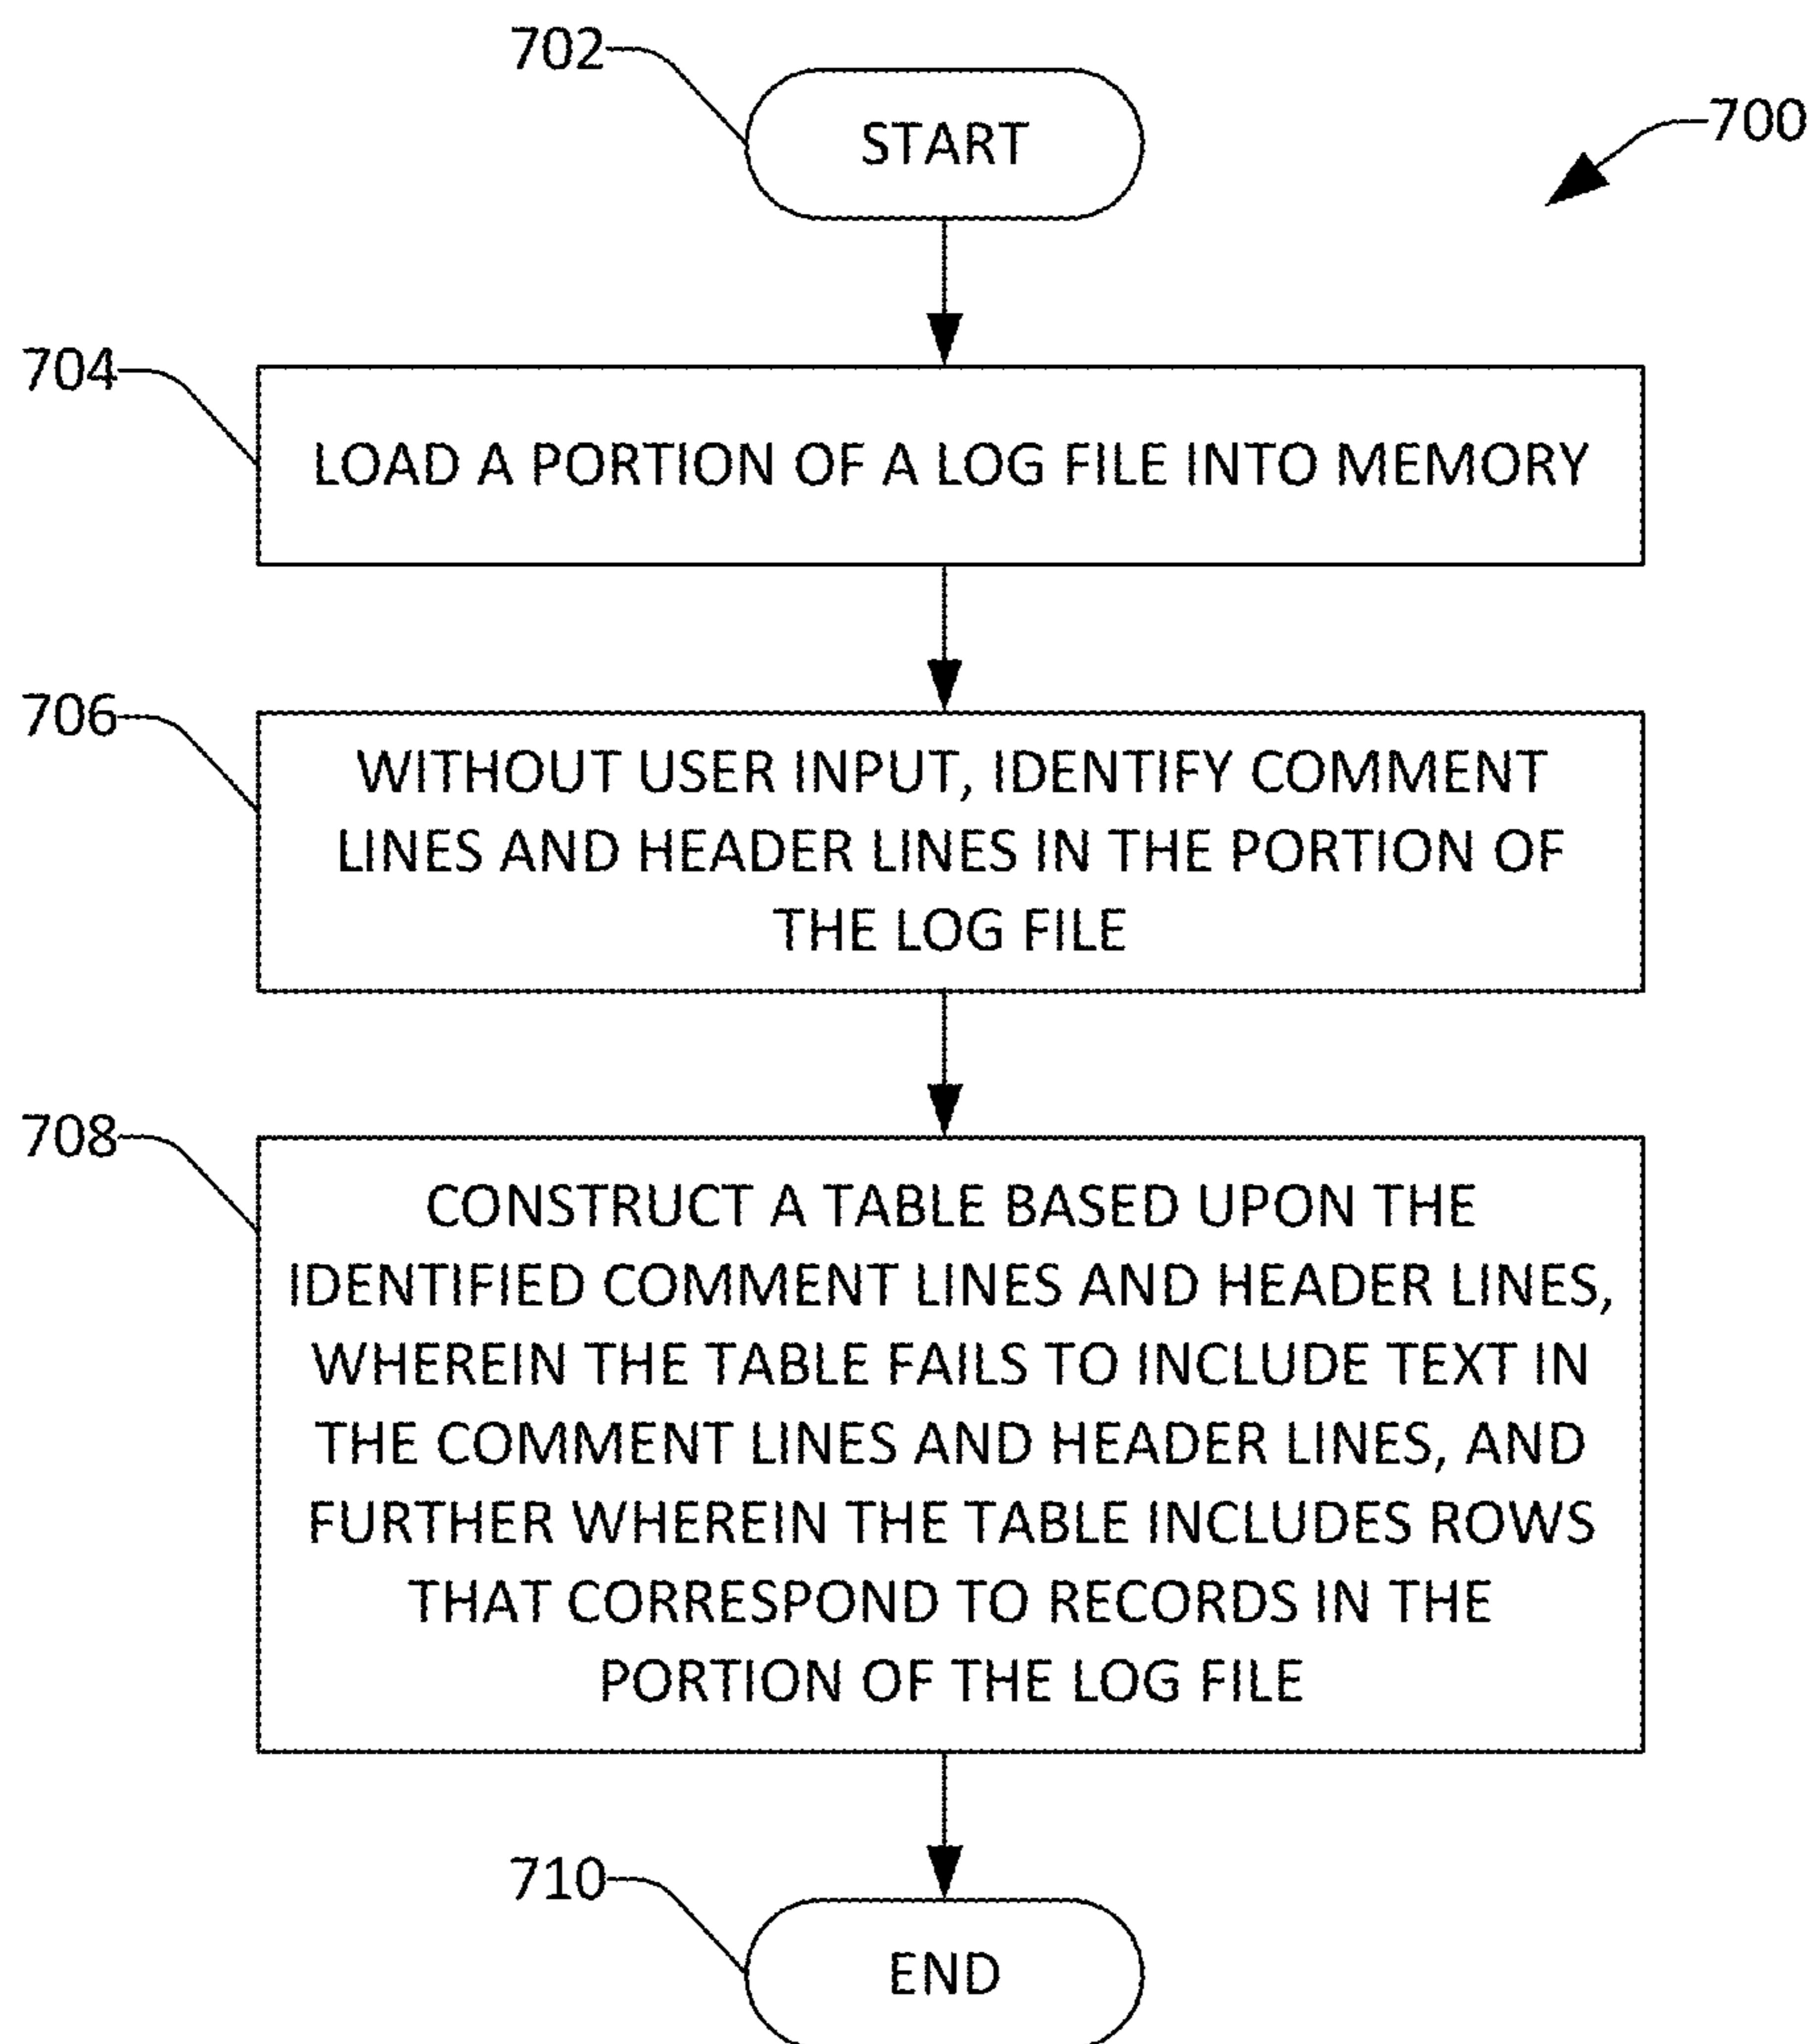 702
START
700
704
LOAD A PORTION OF A LOG FILE INTO MEMORY
706
WITHOUT USER INPUT, IDENTIFY COMMENT
LINES AND HEADER LINES IN THE PORTION OF
THE LOG FILE
708
CONSTRUCT A TABLE BASED UPON THE
IDENTIFIED COMMENT LINES AND HEADER LINES,
WHEREIN THE TABLE FAILS TO INCLUDE TEXT IN
THE COMMENT LINES AND HEADER LINES, AND
FURTHER WHEREIN THE TABLE INCLUDES ROWS
THAT CORRESPOND TO RECORDS IN THE
PORTION OF THE LOG FILE
710
END